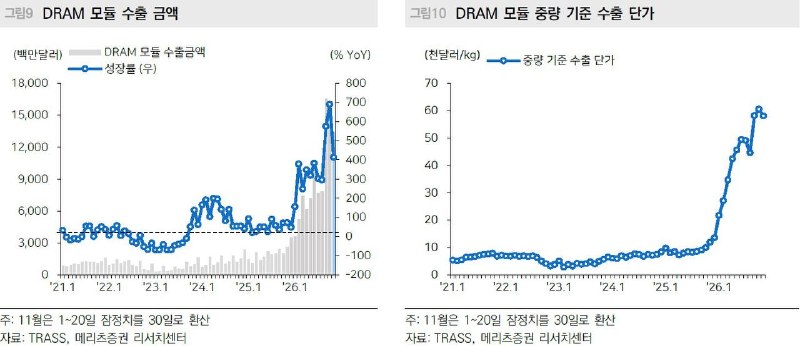 그림9 DRAM 모듈 수출 금액
(백만달러)
DRAM 모듈 수출금액
성장률 (우)
(% YoY)
18,000
15,000
12,000
9,000
6,000
3,000
0
800
700
600
500
400
300
200
100
0
-100
-200
'21.1 '22.1 '23.1 '24.1 '25.1 '26.1
주: 11월은 1~20일 잠정치를 30일로 환산
자료: TRASS, 메리츠증권 리서치센터
그림10 DRAM 모듈 중량 기준 수출 단가
(천달러/kg)
중량 기준 수출 단가
70
60
50
40
30
20
10
0
'21.1 '22.1 '23.1 '24.1 '25.1 '26.1
주: 11월은 1~20일 잠정치를 30일로 환산
자료: TRASS, 메리츠증권 리서치센터